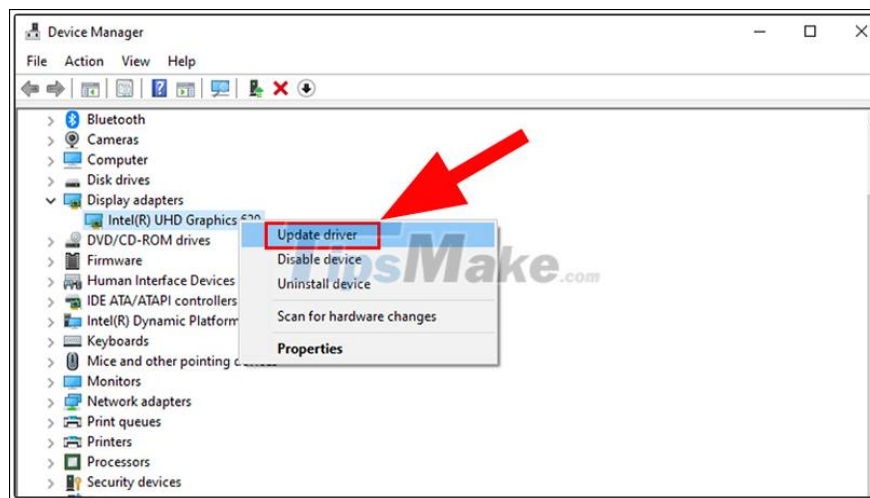 Device Manager
File Action View Help
Bluetooth
Cameras
Computer
Disk drives
Display adapters
Intel(R) UHD Graphics 620
Update driver
DVD/CD-ROM drives
Disable device
Firmware
TipsMake.com
Human Interface Devices
Uninstall device
IDE ATA/ATAPI controllers
Intel(R) Dynamic Platform
Scan for hardware changes
Keyboards
Properties
Mice and other pointing devices
Monitors
Network adapters
Print queues
Printers
Processors
Security devices